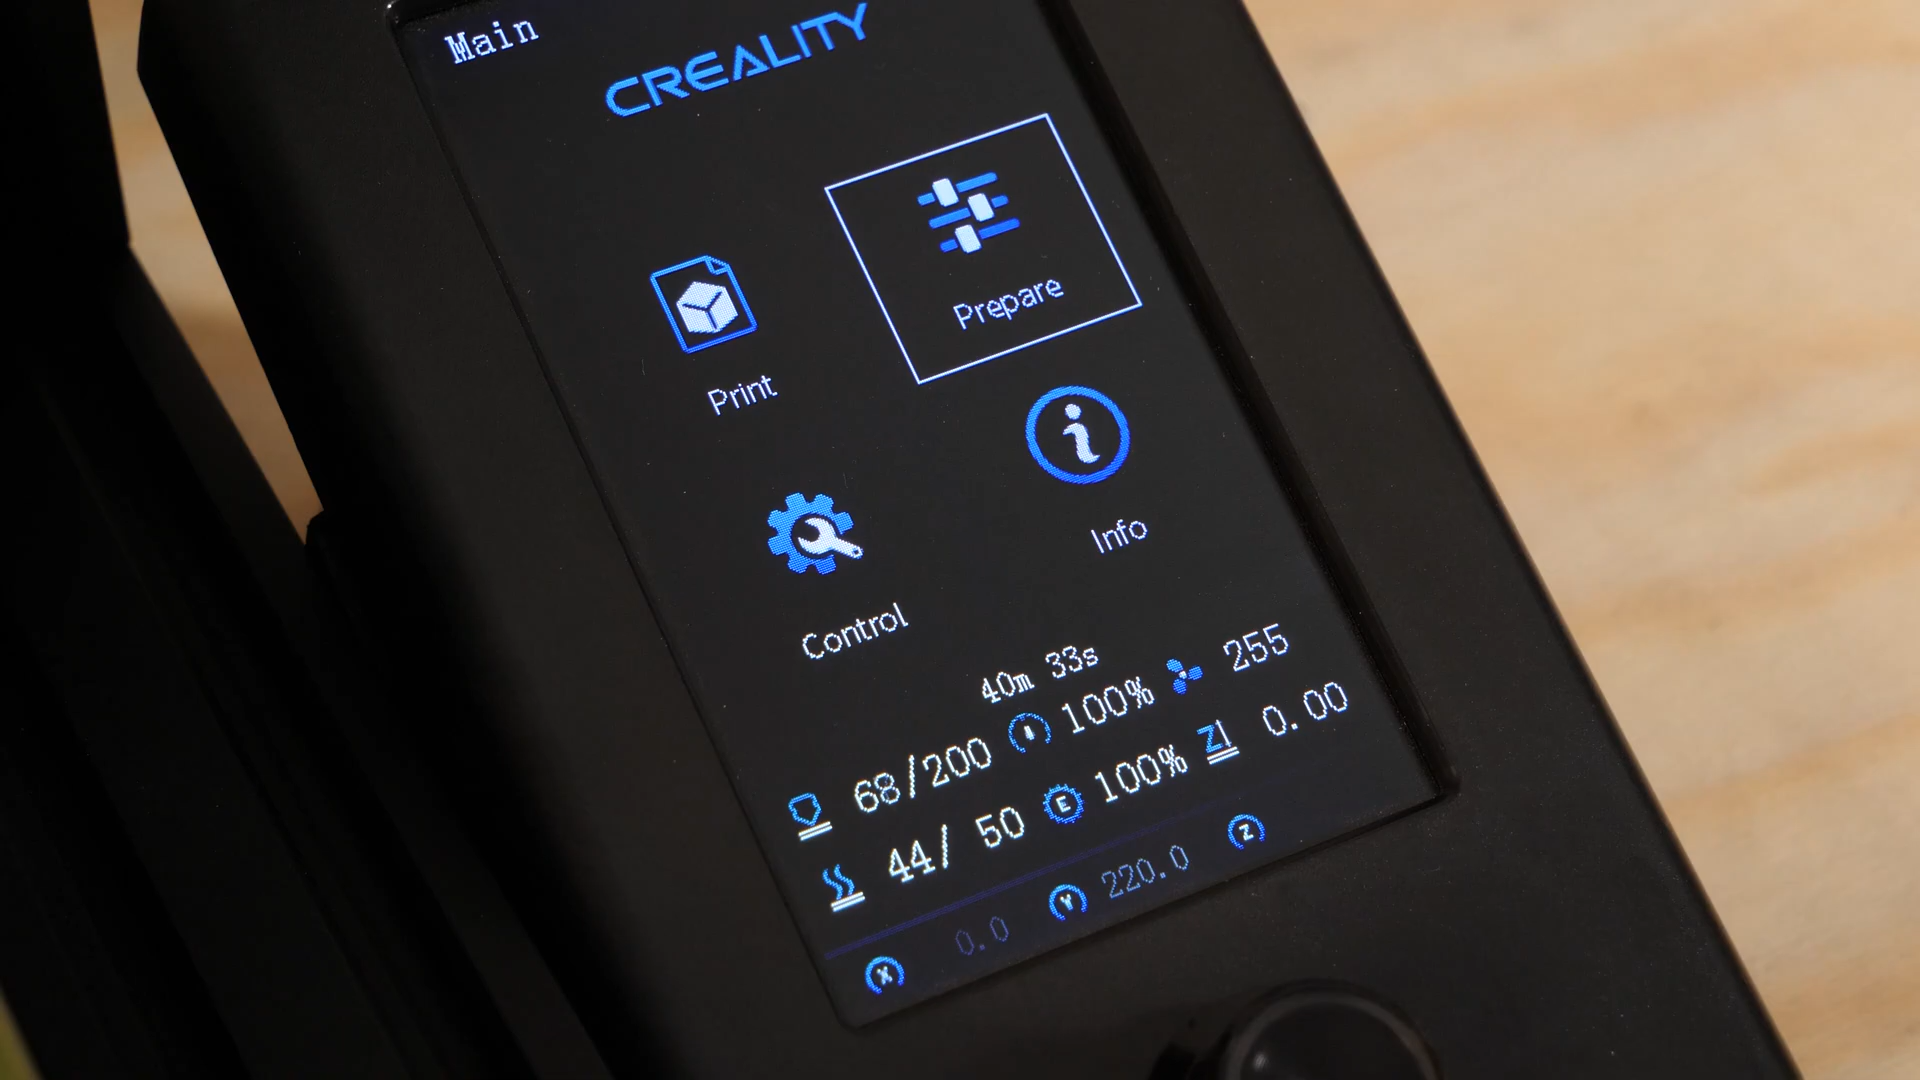 Main
CREALITY
Print
Prepare
Control
Info
40m 33s
68/200 100% 255
44/ 50 E 100% Z 0.00
X 0.0 Y 220.0 Z